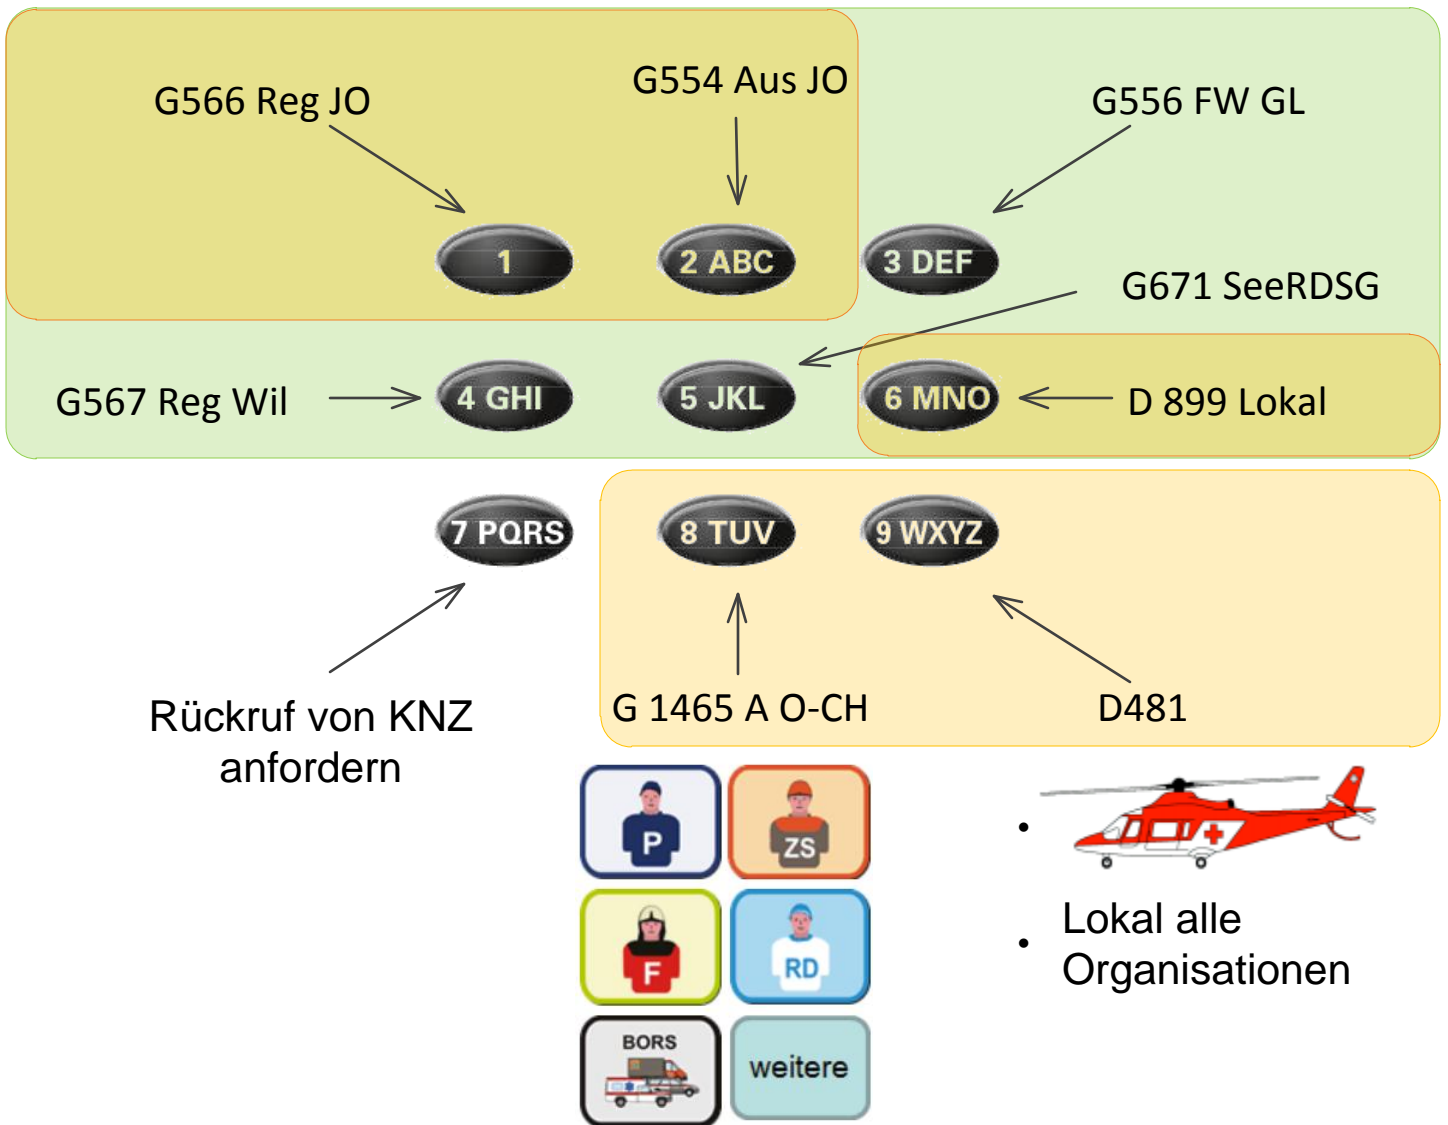 G566 Reg JO
G554 Aus JO
G556 FW GL
1
2 ABC
3 DEF
G671 SeeRDSG
G567 Reg Wil
4 GHI
5 JKL
6 MNO
D 899 Lokal
7 PQRS
8 TUV
9 WXYZ
Rückruf von KNZ
anfordern
G 1465 A O-CH
D481
P
ZS
F
RD
• Lokal alle
Organisationen
BORS
weitere